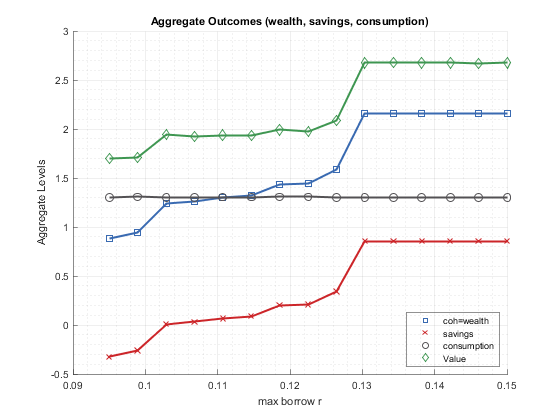 Aggregate Outcomes (wealth, savings, consumption)
3
2.5
2
1.5
1
0.5
0
-0.5
Aggregate Levels
0.09 0.1 0.11 0.12 0.13 0.14 0.15
max borrow r
coh=wealth
savings
consumption
Value